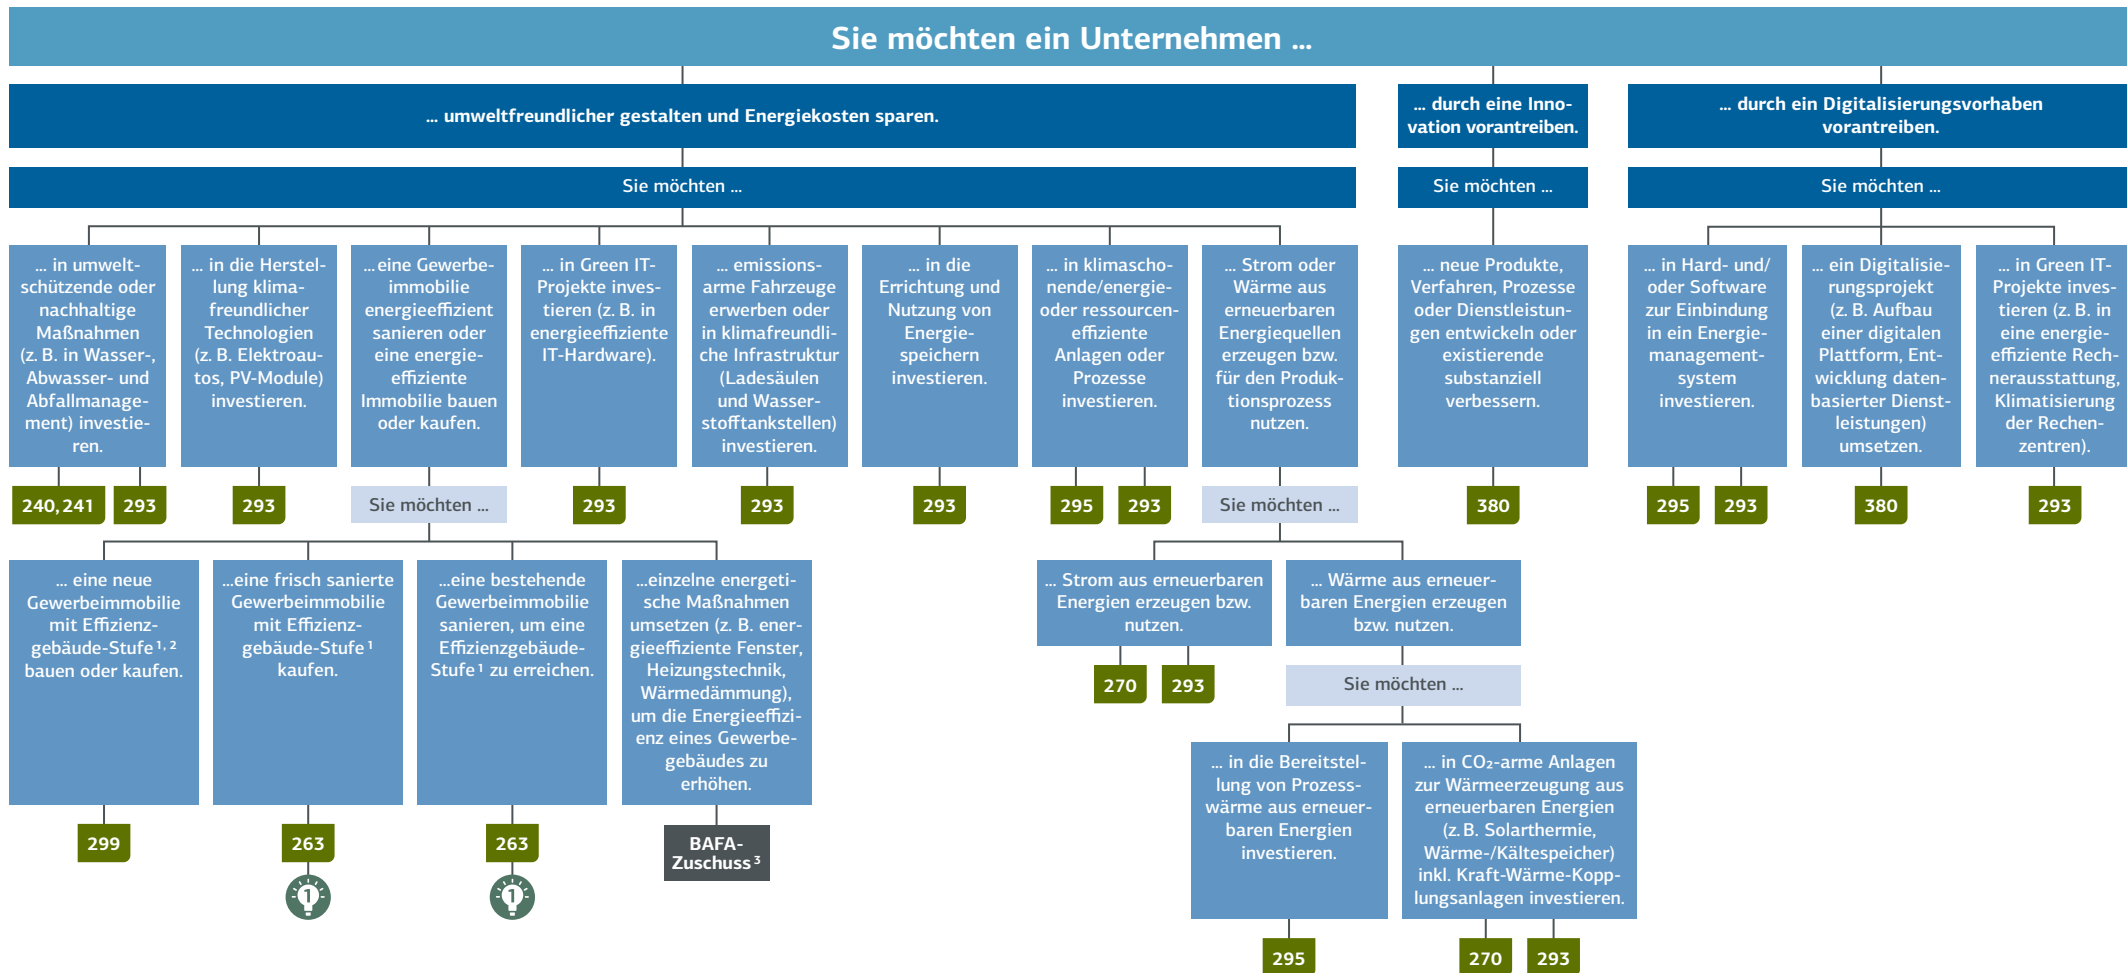 Sie möchten ein Unternehmen ...
... umweltfreundlicher gestalten und Energiekosten sparen.
... durch eine Inno-
vation vorantreiben.
... durch ein Digitalisierungsvorhaben
vorantreiben.
Sie möchten ...
Sie möchten ...
Sie möchten ...
... in umwelt-
schützende oder
nachhaltige
Maßnahmen
(z. B. in Wasser-,
Abwasser- und
Abfallmanage-
ment) investie-
ren.
... in die Herstel-
lung klima-
freundlicher
Technologien
(z. B. Elektroau-
tos, PV-Module)
investieren.
...eine Gewerbe-
immobilie
energieeffizient
sanieren oder
eine energie-
effiziente
Immobilie bauen
oder kaufen.
... in Green IT-
Projekte inves-
tieren (z. B. in
energieeffiziente
IT-Hardware).
... emissions-
arme Fahrzeuge
erwerben oder
in klimafreundli-
che Infrastruktur
(Ladesäulen
und Wasser-
stofftankstellen)
investieren.
... in die
Errichtung und
Nutzung von
Energie-
speichern
investieren.
... in klimascho-
nende/energie-
oder ressourcen-
effiziente
Anlagen oder
Prozesse
investieren.
... Strom oder
Wärme aus
erneuerbaren
Energiequellen
erzeugen bzw.
für den Produk-
tionsprozess
nutzen.
... neue Produkte,
Verfahren, Prozesse
oder Dienstleistun-
gen entwickeln oder
existierende
substanziell
verbessern.
... in Hard- und/
oder Software
zur Einbindung
in ein Energie-
management-
system
investieren.
... ein Digitalisie-
rungsprojekt
(z. B. Aufbau
einer digitalen
Plattform, Ent-
wicklung daten-
basierter Dienst-
leistungen)
umsetzen.
... in Green IT-
Projekte inves-
tieren (z. B. in
eine energie-
effiziente Rech-
nerausstattung,
Klimatisierung
der Rechen-
zentren).
240, 241
293
293
Sie möchten ...
293
293
293
295
293
Sie möchten ...
380
295
293
380
293
... eine neue
Gewerbeimmobilie
mit Effizienz-
gebäude-Stufe ¹˒ ²
bauen oder kaufen.
...eine frisch sanierte
Gewerbeimmobilie
mit Effizienz-
gebäude-Stufe ¹
kaufen.
...eine bestehende
Gewerbeimmobilie
sanieren, um eine
Effizienzgebäude-
Stufe ¹ zu erreichen.
...einzelne energeti-
sche Maßnahmen
umsetzen (z. B. ener-
gieeffiziente Fenster,
Heizungstechnik,
Wärmedämmung),
um die Energieeffizi-
enz eines Gewerbe-
gebäudes zu
erhöhen.
... Strom aus erneuerbaren
Energien erzeugen bzw.
nutzen.
... Wärme aus erneuer-
baren Energien erzeugen
bzw. nutzen.
270
293
Sie möchten ...
... in die Bereitstel-
lung von Prozess-
wärme aus erneuer-
baren Energien
investieren.
... in CO₂-arme Anlagen
zur Wärmeerzeugung aus
erneuerbaren Energien
(z. B. Solarthermie,
Wärme-/Kältespeicher)
inkl. Kraft-Wärme-Kopp-
lungsanlagen investieren.
299
263
263
BAFA-
Zuschuss ³
1
1
295
270
293